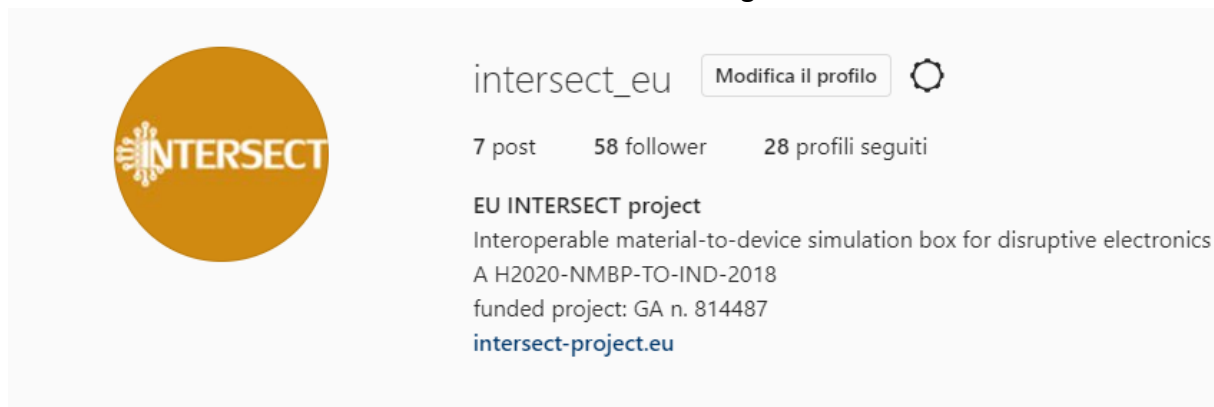 INTERSECT
intersect_eu Modifica il profilo
7 post 58 follower 28 profili seguiti
EU INTERSECT project
Interoperable material-to-device simulation box for disruptive electronics
A H2020-NMBP-TO-IND-2018
funded project: GA n. 814487
intersect-project.eu